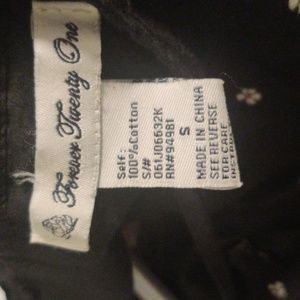 Forever Twenty One
Self:
100%Cotton
S/# 061J06632K
RN#94981
S
MADE IN CHINA
SEE REVERSE
FOR CARE